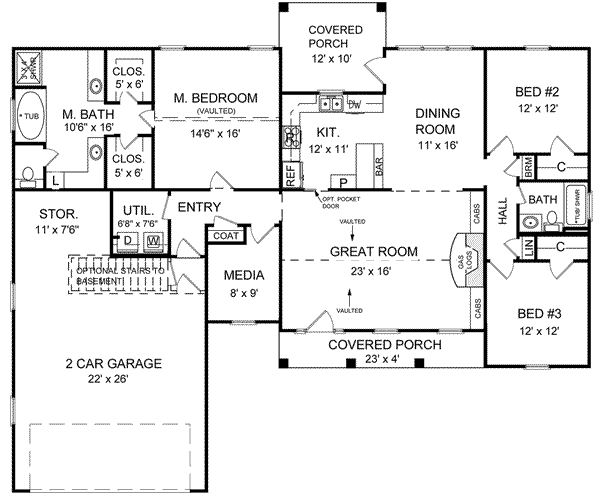 COVERED
PORCH
12' x 10'
3' X 4'
SHWR
CLOS.
5' x 6'
M. BEDROOM
(VAULTED)
14'6" x 16'
BED #2
12' x 12'
TUB
M. BATH
10'6" x 16'
DW
DINING
ROOM
11' x 16'
KIT.
12' x 11'
R
REF
BAR
P
CLOS.
5' x 6'
L
BRM
C
STOR.
11' x 7'6"
UTIL.
6'8" x 7'6"
D
W
ENTRY
OPT. POCKET
DOOR
VAULTED
CABS
HALL
BATH
TUB/ SHWR
COAT
GREAT ROOM
23' x 16'
GAS
LOGS
LIN
C
OPTIONAL STAIRS TO
BASEMENT
MEDIA
8' x 9'
VAULTED
CABS
BED #3
12' x 12'
COVERED PORCH
23' x 4'
2 CAR GARAGE
22' x 26'